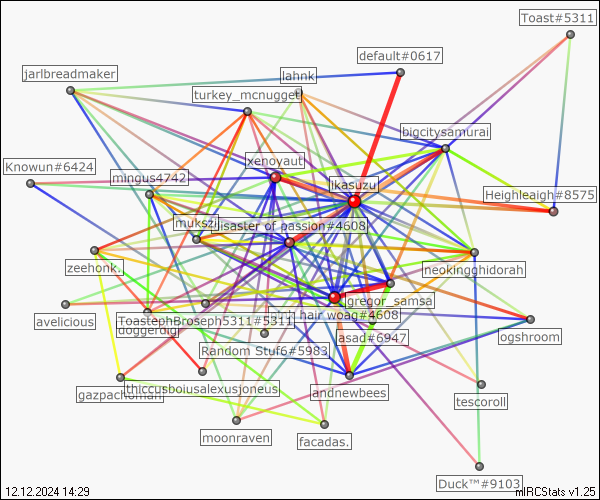 Toast#5311
default#0617
jarlbreadmaker
lahnk
turkey_mcnugget
bigcitysamurai
xenoyaut
Knowun#6424
mingus4742
ikasuzu
Heighleaigh#8575
mukszi
disaster of passion#4608
zeehonk.
neokingghidorah
gregor_samsa
avelicious
ToastephBroseph5311#5311
hair woag#4608
doggerdigi
asad#6947
ogshroom
Random Stuf6#5983
gazpachoman
thiccusboiusalexusjoneus
andnewbees
tescoroll
moonraven
facadas.
Duck™#9103
12.12.2024 14:29
mIRCStats v1.25